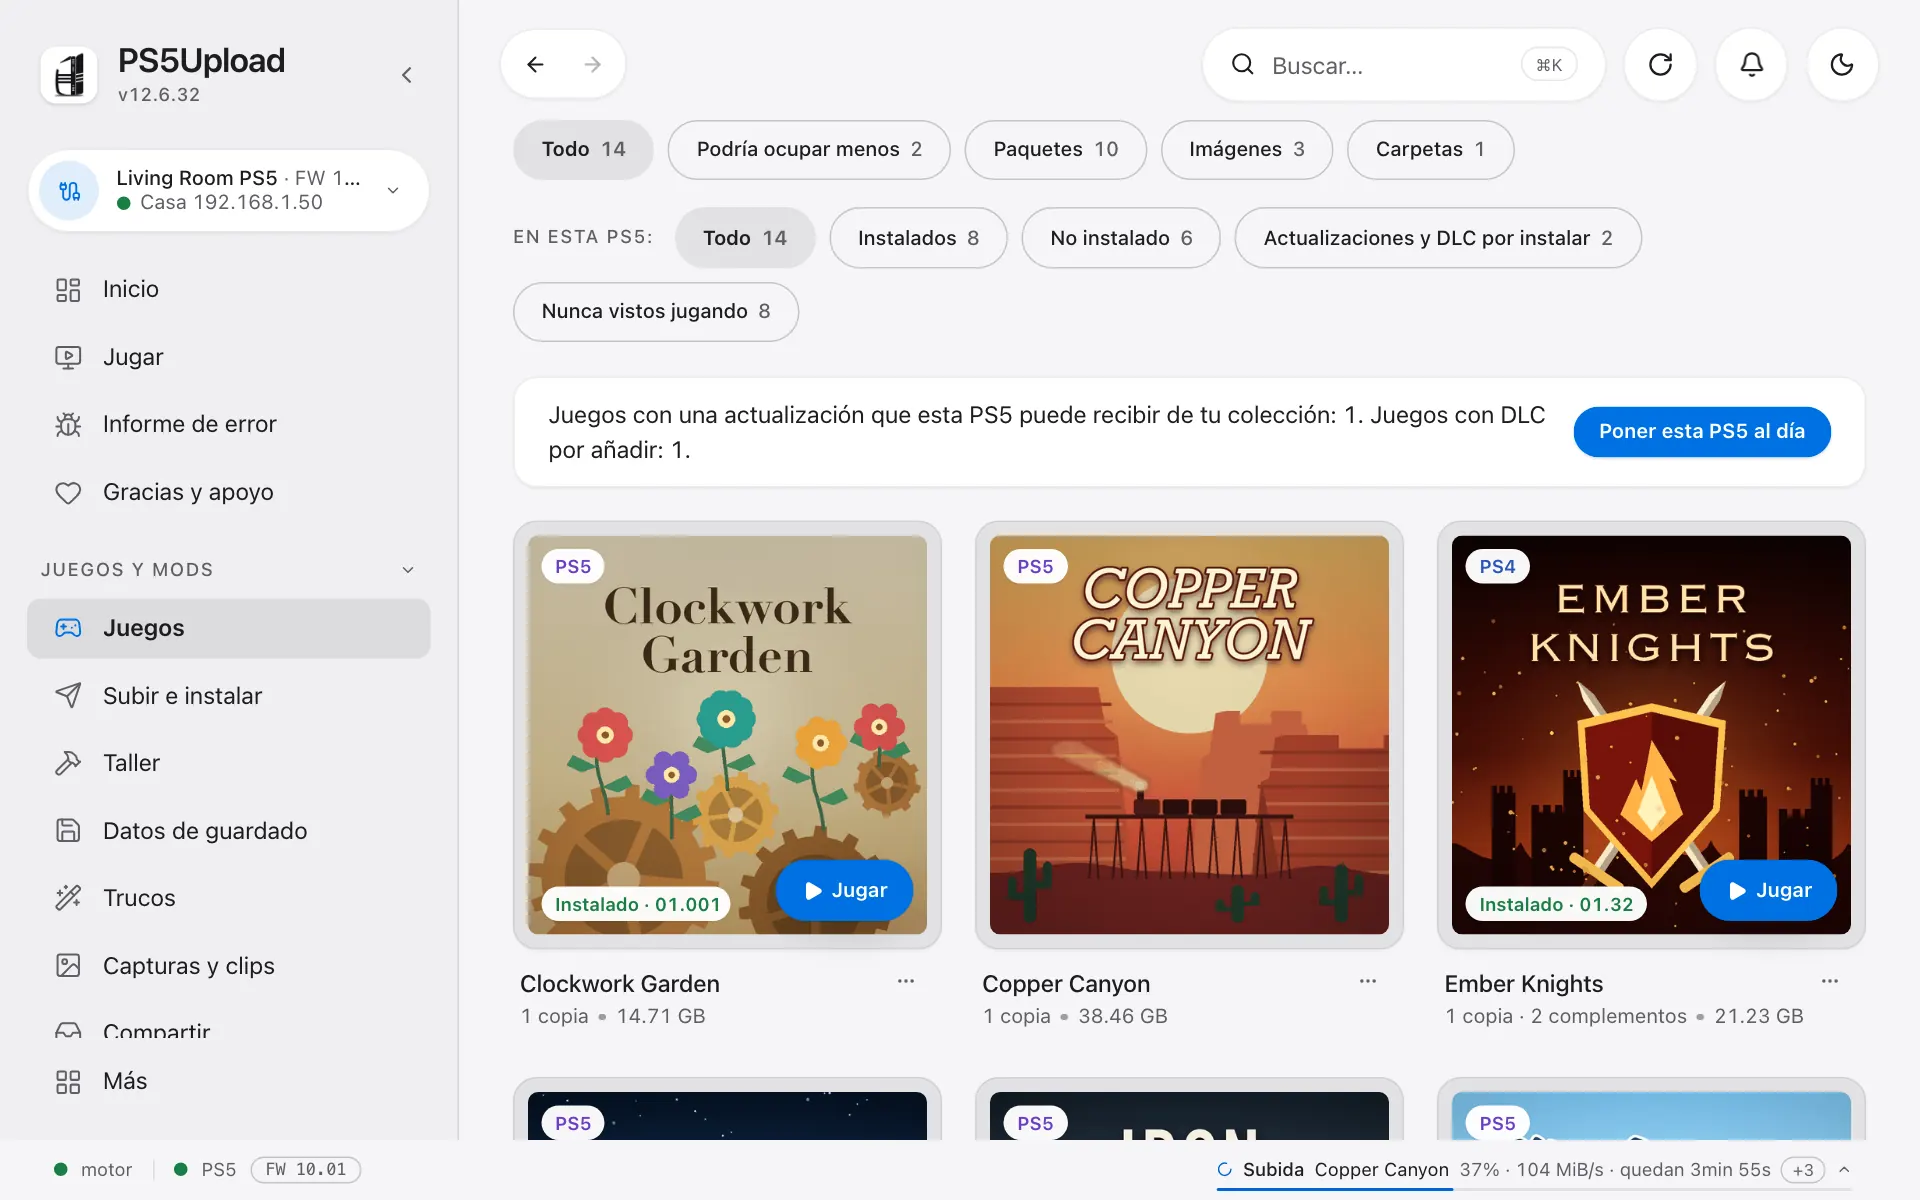 PS5Upload
v12.6.32
Living Room PS5 · FW 1...
Casa 192.168.1.50
Inicio
Jugar
Informe de error
Gracias y apoyo
JUEGOS Y MODS
Juegos
Subir e instalar
Taller
Datos de guardado
Trucos
Capturas y clips
Compartir
Más
Buscar... ⌘K
Todo 14
Podría ocupar menos 2
Paquetes 10
Imágenes 3
Carpetas 1
EN ESTA PS5:
Todo 14
Instalados 8
No instalado 6
Actualizaciones y DLC por instalar 2
Nunca vistos jugando 8
Juegos con una actualización que esta PS5 puede recibir de tu colección: 1. Juegos con DLC
por añadir: 1.
Poner esta PS5 al día
PS5
Clockwork
Garden
Instalado · 01.001
Jugar
Clockwork Garden
1 copia • 14.71 GB
PS5
COPPER
CANYON
Copper Canyon
1 copia • 38.46 GB
PS4
EMBER
KNIGHTS
Instalado · 01.32
Jugar
Ember Knights
1 copia · 2 complementos • 21.23 GB
PS5
PS5
IRON
PS5
motor
PS5
FW 10.01
Subida Copper Canyon 37% · 104 MiB/s · quedan 3min 55s +3